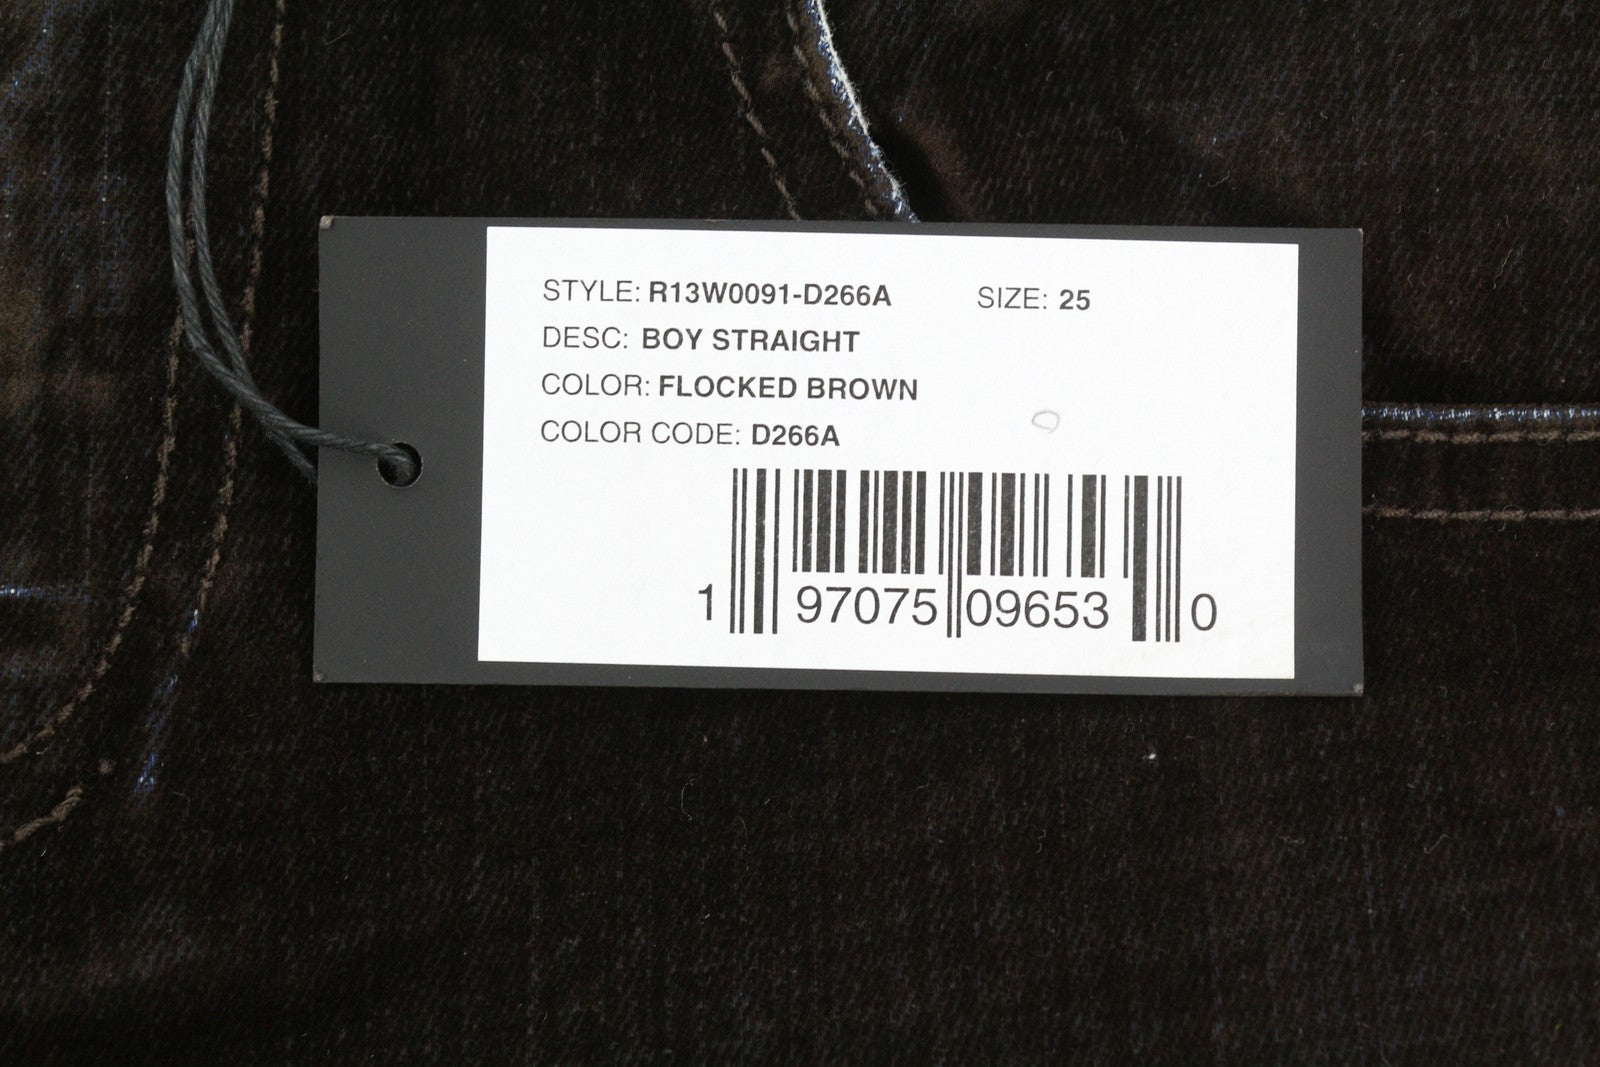 STYLE: R13W0091-D266A SIZE: 25
DESC: BOY STRAIGHT
COLOR: FLOCKED BROWN
COLOR CODE: D266A
1 97075 09653 0